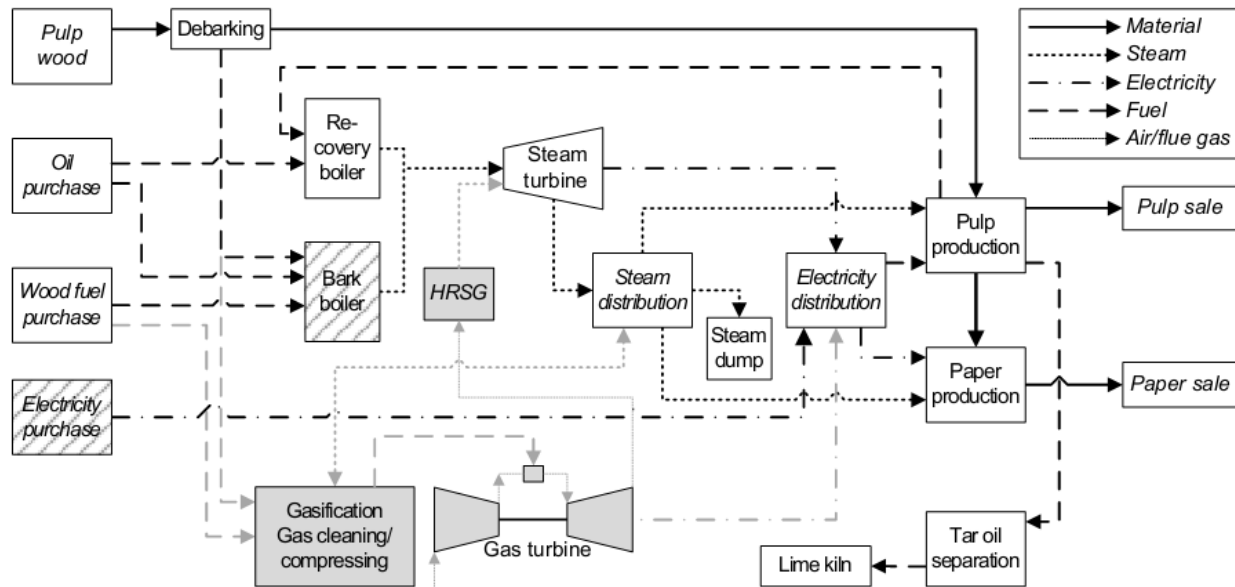 Pulp
wood
Debarking
Material
Steam
Electricity
Fuel
Air/flue gas
Re-
covery
boiler
Steam
turbine
Oil
purchase
Pulp
production
Pulp sale
Bark
boiler
HRSG
Steam
distribution
Electricity
distribution
Wood fuel
purchase
Steam
dump
Paper
production
Paper sale
Electricity
purchase
Gasification
Gas cleaning/
compressing
Gas turbine
Tar oil
separation
Lime kiln